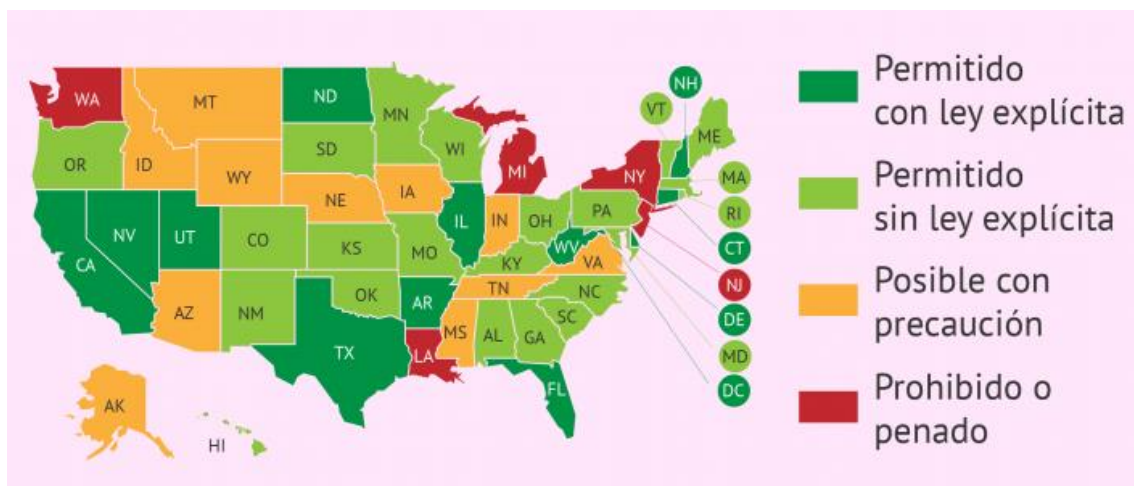 WA
MT
ND
MN
OR
ID
WY
SD
WI
MI
NY
VT
NH
ME
MA
RI
CT
NJ
DE
MD
DC
NE
IA
IL
IN
OH
PA
NV
UT
CO
KS
MO
KY
WV
VA
CA
AZ
NM
OK
AR
TN
NC
SC
TX
LA
MS
AL
GA
FL
AK
HI
Permitido
con ley explícita
Permitido
sin ley explícita
Posible con
precaución
Prohibido o
penado